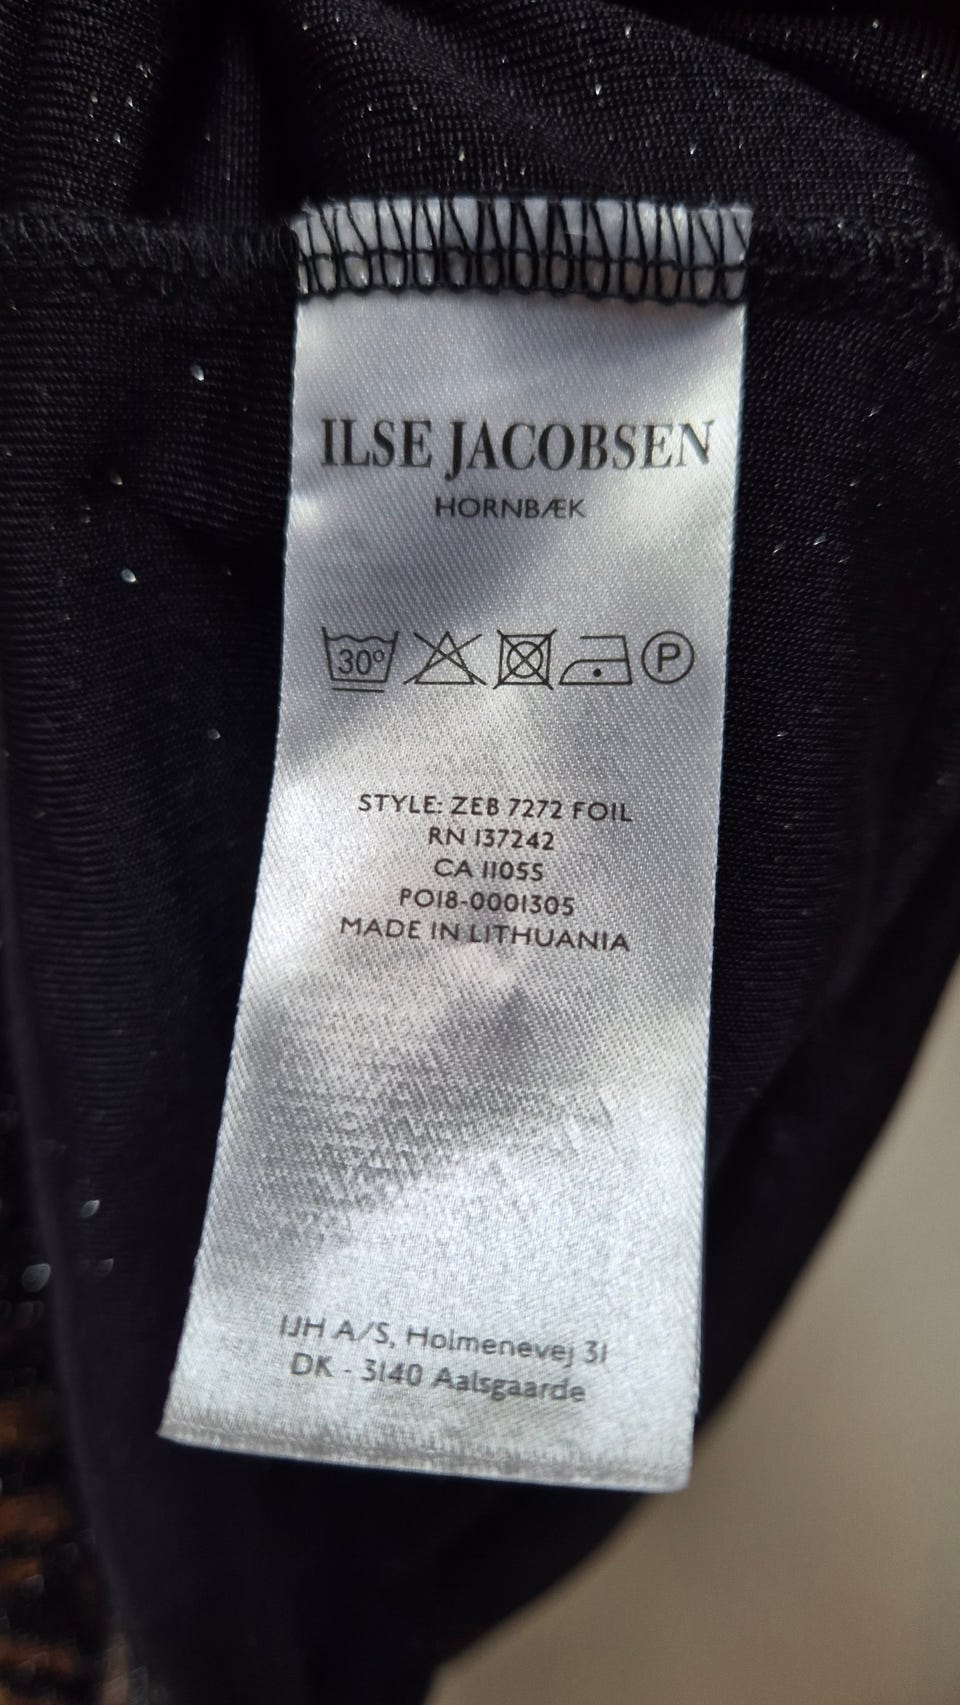 ILSE JACOBSEN
HORNBÆK
30° P
STYLE: ZEB 7272 FOIL
RN 137242
CA 11055
PO18-0001305
MADE IN LITHUANIA
IJH A/S, Holmenevej 31
DK - 3140 Aalsgaarde